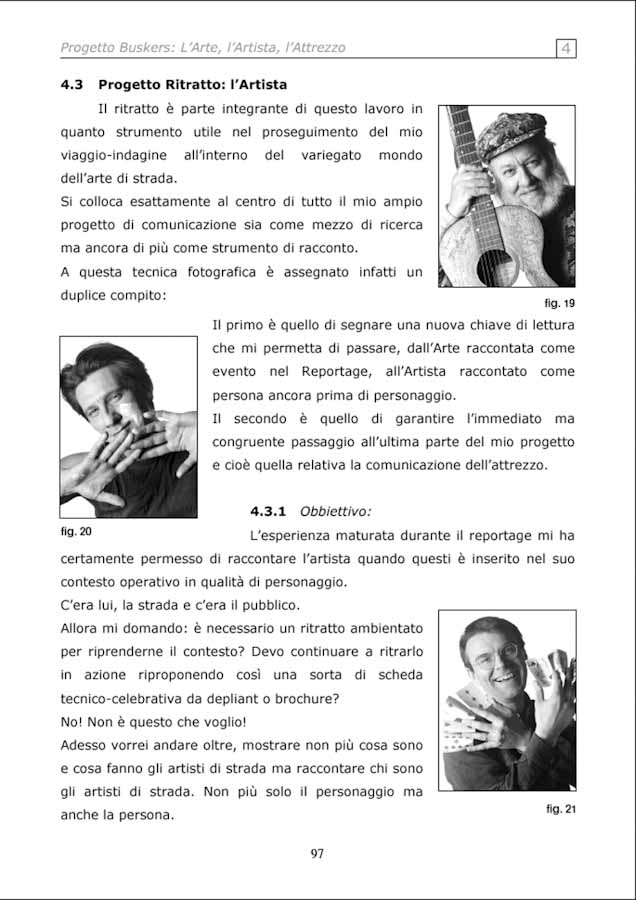 Progetto Buskers: L'Arte, l'Artista, l'Attrezzo
4
4.3 Progetto Ritratto: l'Artista
Il ritratto è parte integrante di questo lavoro in
quanto strumento utile nel proseguimento del mio
viaggio-indagine all'interno del variegato mondo
dell'arte di strada.
Si colloca esattamente al centro di tutto il mio ampio
progetto di comunicazione sia come mezzo di ricerca
ma ancora di più come strumento di racconto.
A questa tecnica fotografica è assegnato infatti un
duplice compito:
fig. 19
Il primo è quello di segnare una nuova chiave di lettura
che mi permetta di passare, dall'Arte raccontata come
evento nel Reportage, all'Artista raccontato come
persona ancora prima di personaggio.
Il secondo è quello di garantire l'immediato ma
congruente passaggio all'ultima parte del mio progetto
e cioè quella relativa la comunicazione dell'attrezzo.
fig. 20
4.3.1 Obbiettivo:
L'esperienza maturata durante il reportage mi ha
certamente permesso di raccontare l'artista quando questi è inserito nel suo
contesto operativo in qualità di personaggio.
C'era lui, la strada e c'era il pubblico.
Allora mi domando: è necessario un ritratto ambientato
per riprenderne il contesto? Devo continuare a ritrarlo
in azione riproponendo così una sorta di scheda
tecnico-celebrativa da depliant o brochure?
No! Non è questo che voglio!
Adesso vorrei andare oltre, mostrare non più cosa sono
e cosa fanno gli artisti di strada ma raccontare chi sono
gli artisti di strada. Non più solo il personaggio ma
anche la persona.
fig. 21
97